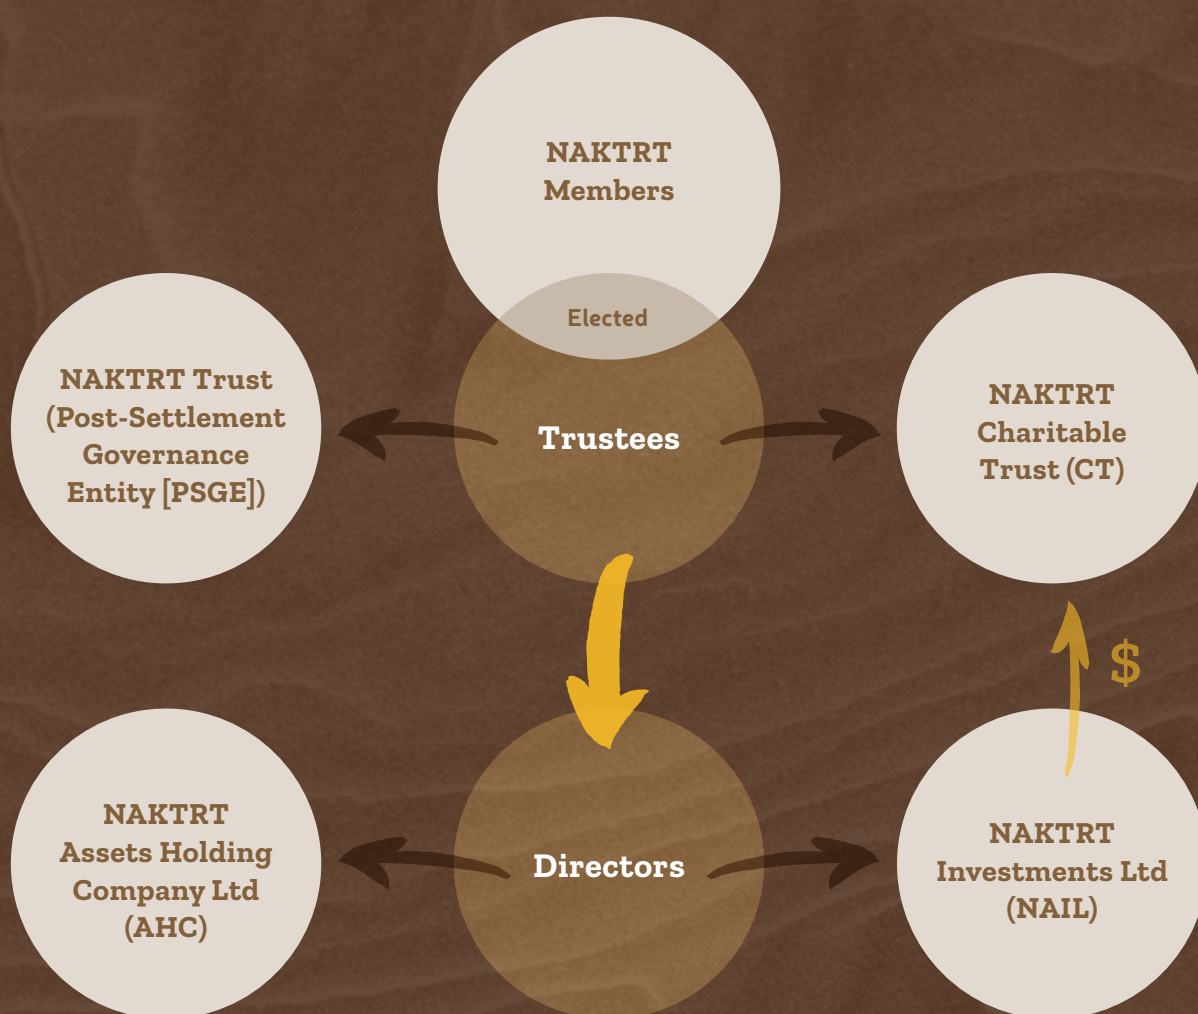 NAKTRT
Members
Elected
NAKTRT Trust
(Post-Settlement
Governance
Entity [PSGE])
Trustees
NAKTRT
Charitable
Trust (CT)
$
NAKTRT
Assets Holding
Company Ltd
(AHC)
Directors
NAKTRT
Investments Ltd
(NAIL)